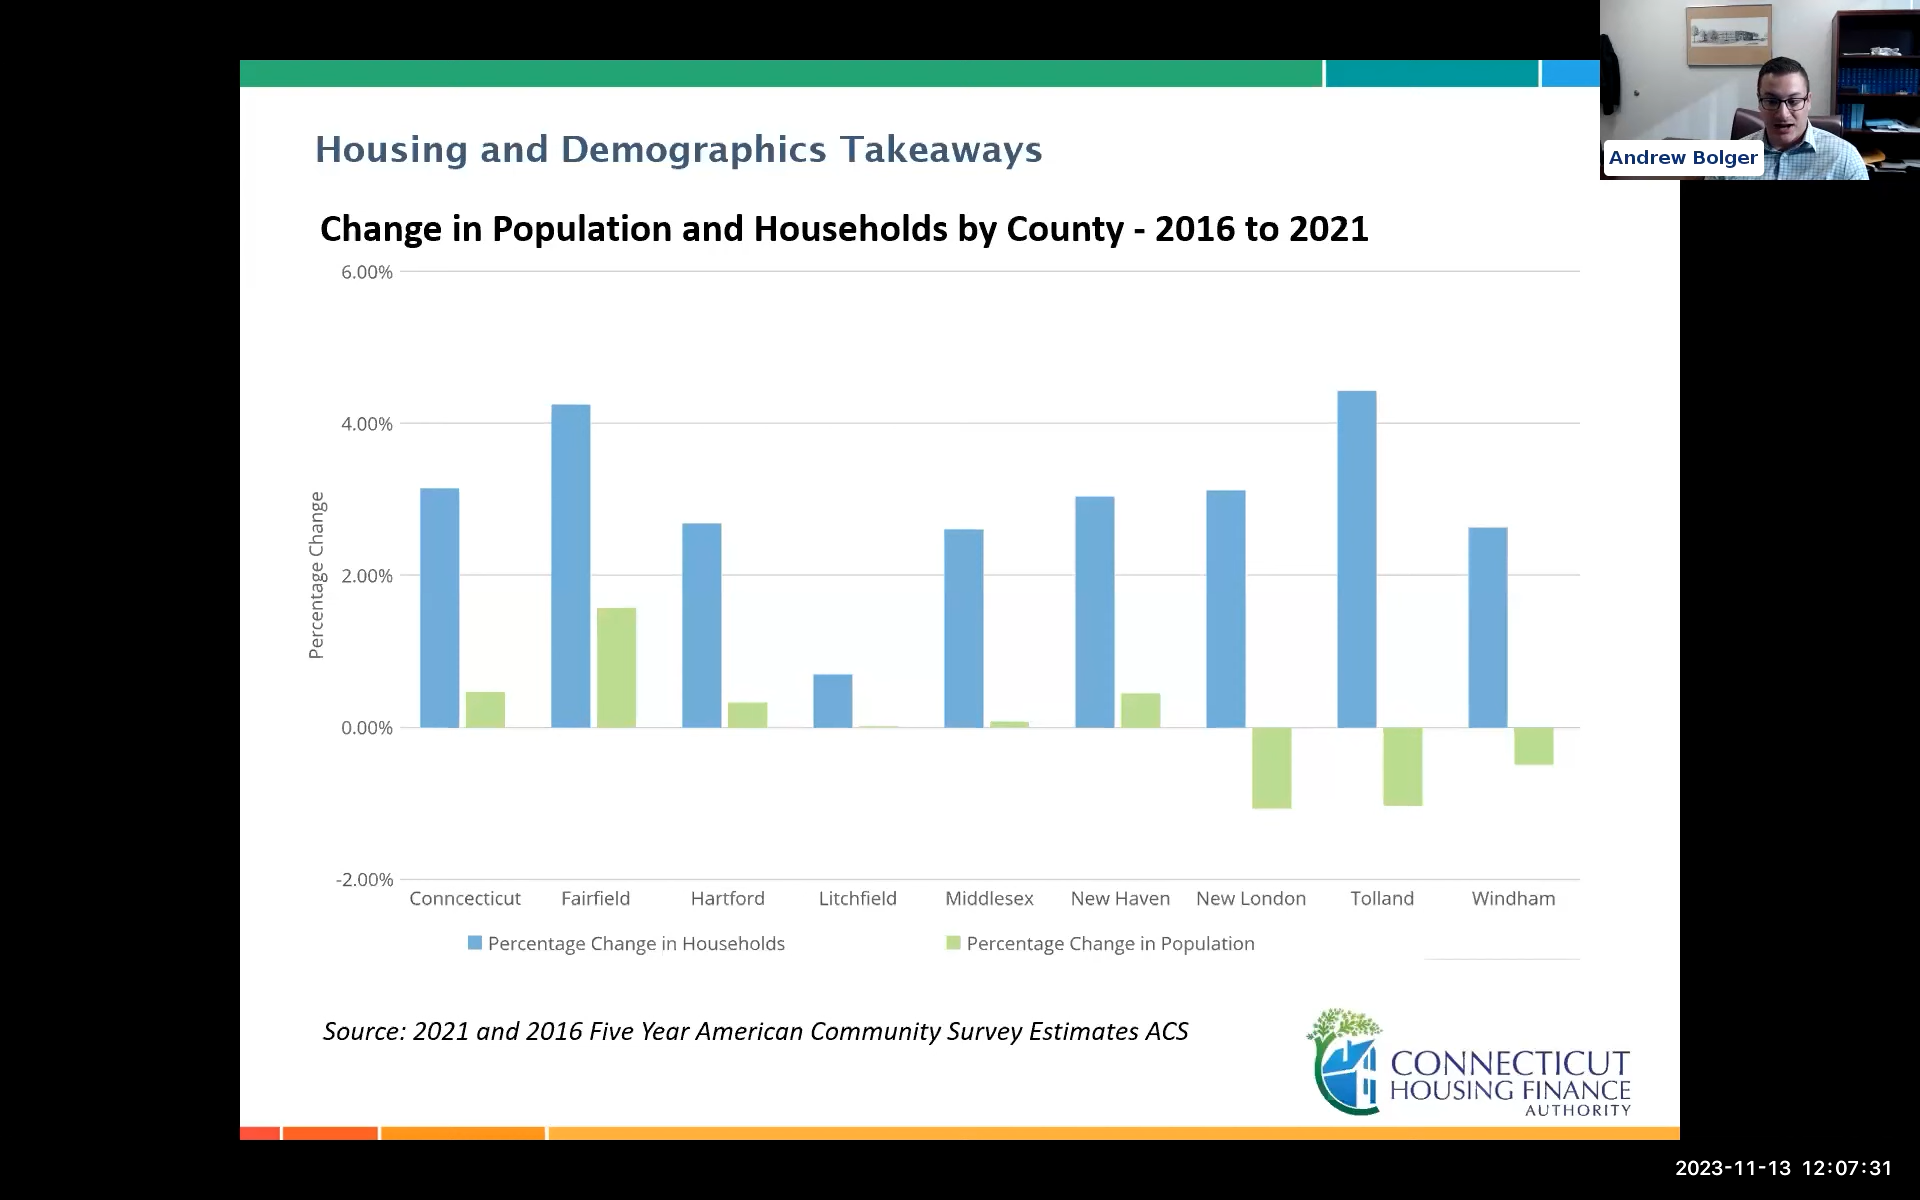 Andrew Bolger
Housing and Demographics Takeaways
Change in Population and Households by County - 2016 to 2021
6.00%
4.00%
2.00%
0.00%
-2.00%
Percentage Change
Conncecticut Fairfield Hartford Litchfield Middlesex New Haven New London Tolland Windham
Percentage Change in Households Percentage Change in Population
Source: 2021 and 2016 Five Year American Community Survey Estimates ACS
CONNECTICUT
HOUSING FINANCE
AUTHORITY
2023-11-13 12:07:31